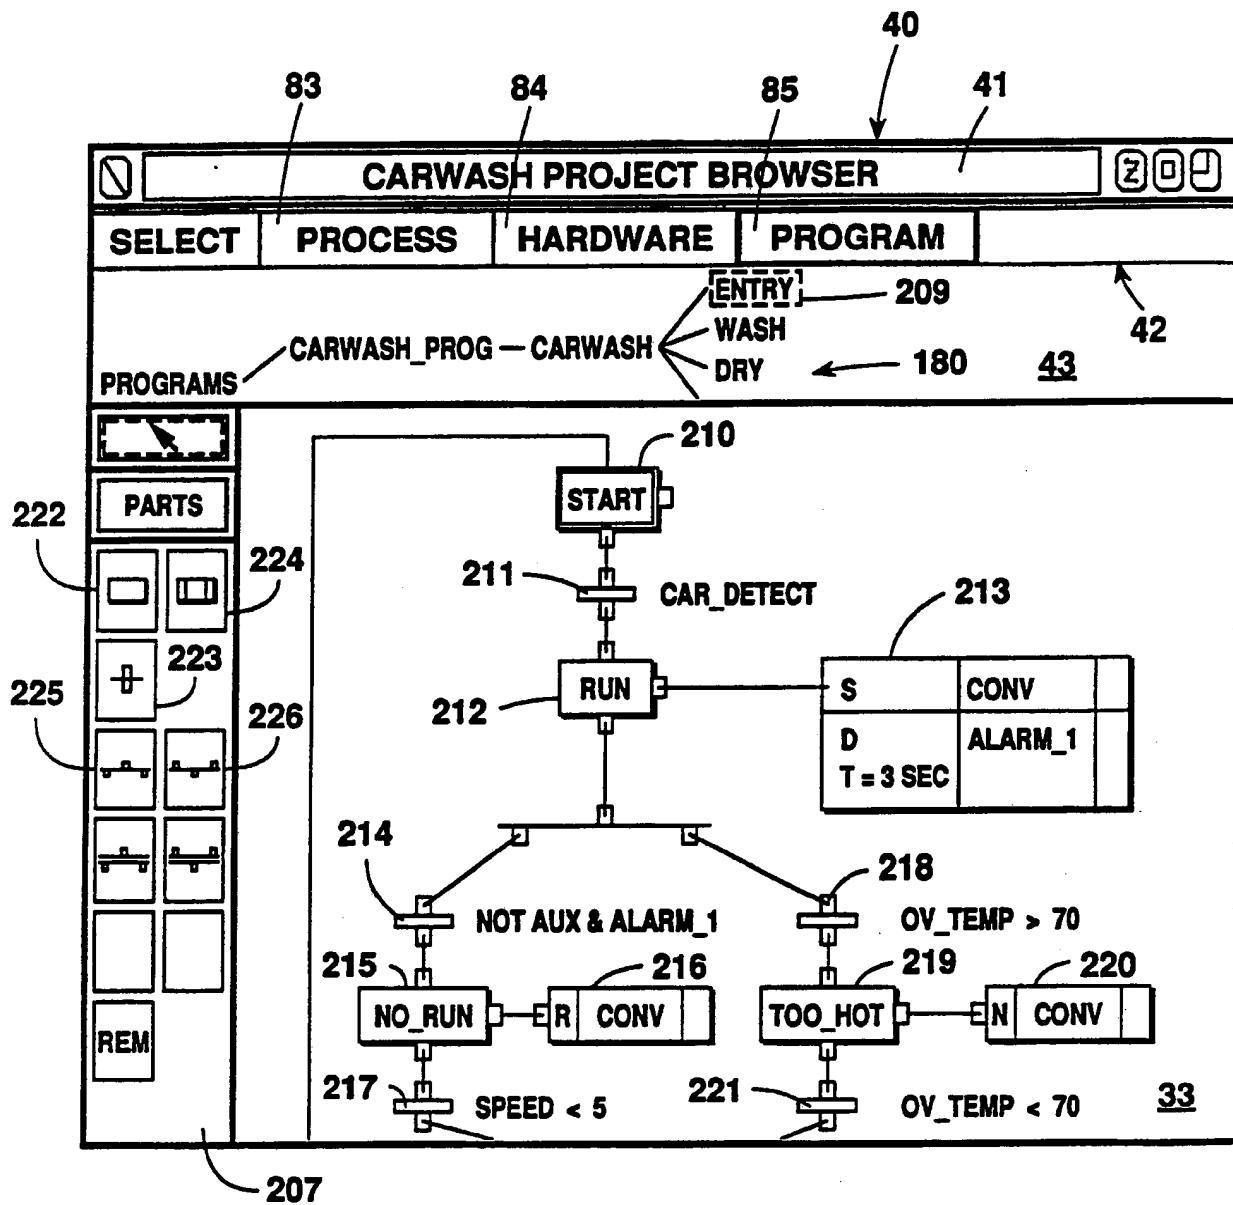 40
83
84
85
41
CARWASH PROJECT BROWSER
SELECT
PROCESS
HARDWARE
PROGRAM
ENTRY
209
42
WASH
CARWASH_PROG
CARWASH
DRY
180
43
PROGRAMS
210
START
PARTS
222
224
211
CAR_DETECT
213
223
225
226
RUN
212
S
CONV
D
ALARM_1
T = 3 SEC
214
218
NOT AUX & ALARM_1
OV_TEMP > 70
215
216
219
220
NO_RUN
R
CONV
TOO_HOT
N
CONV
REM
217
SPEED < 5
221
OV_TEMP < 70
33
207